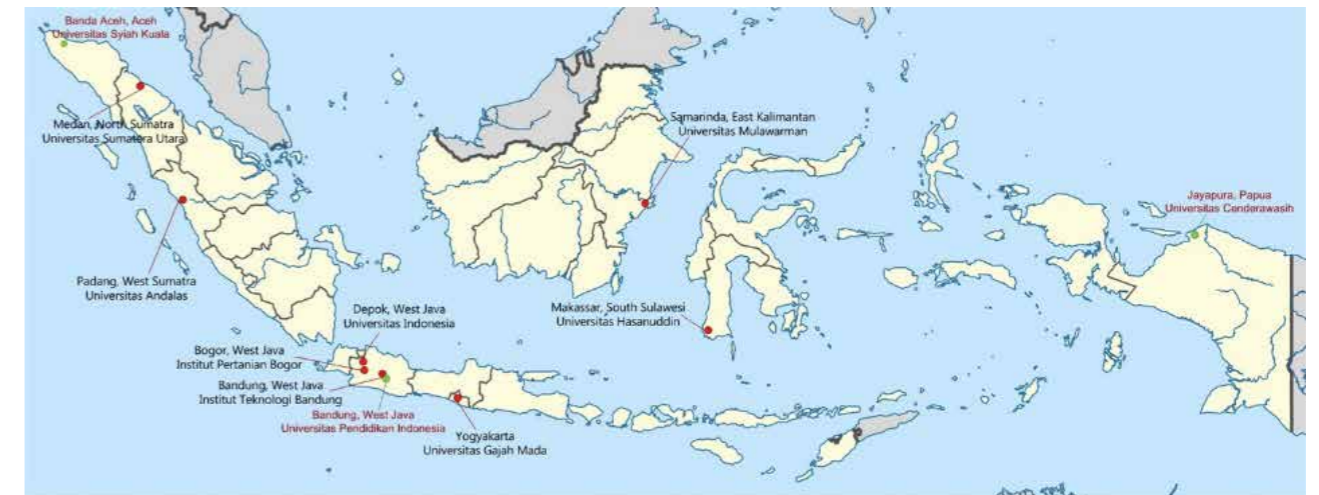 Banda Aceh, Aceh
Universitas Syiah Kuala
Medan, North Sumatra
Universitas Sumatera Utara
Samarinda, East Kalimantan
Universitas Mulawarman
Jayapura, Papua
Universitas Cenderawasih
Padang, West Sumatra
Universitas Andalas
Depok, West Java
Universitas Indonesia
Makassar, South Sulawesi
Universitas Hasanuddin
Bogor, West Java
Institut Pertanian Bogor
Bandung, West Java
Institut Teknologi Bandung
Bandung, West Java
Universitas Pendidikan Indonesia
Yogyakarta
Universitas Gajah Mada